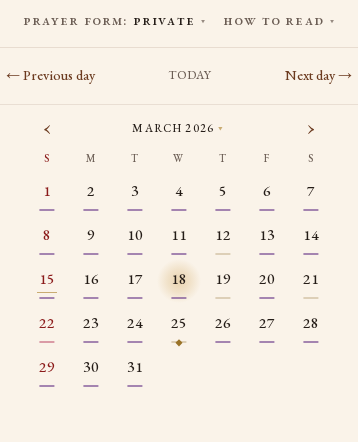 PRAYER FORM: PRIVATE ▾ HOW TO READ ▾
← Previous day TODAY Next day →
‹ MARCH 2026 ▾ ›
S M T W T F S
1 2 3 4 5 6 7
8 9 10 11 12 13 14
15 16 17 18 19 20 21
22 23 24 25 26 27 28
29 30 31